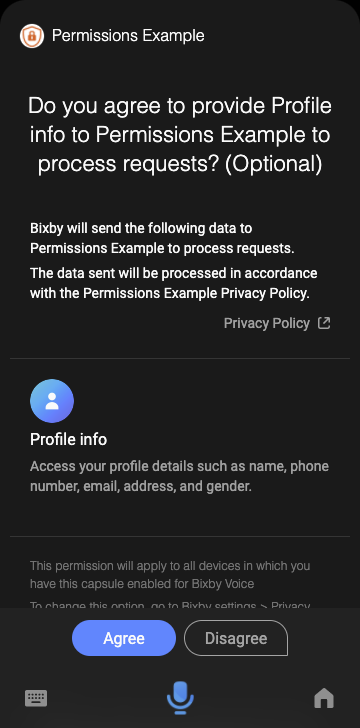 Permissions Example
Do you agree to provide Profile
info to Permissions Example to
process requests? (Optional)
Bixby will send the following data to
Permissions Example to process requests.
The data sent will be processed in accordance
with the Permissions Example Privacy Policy.
Privacy Policy
Profile info
Access your profile details such as name, phone
number, email, address, and gender.
This permission will apply to all devices in which you
have this capsule enabled for Bixby Voice
To change this option, go to Bixby settings > Privacy
Agree
Disagree